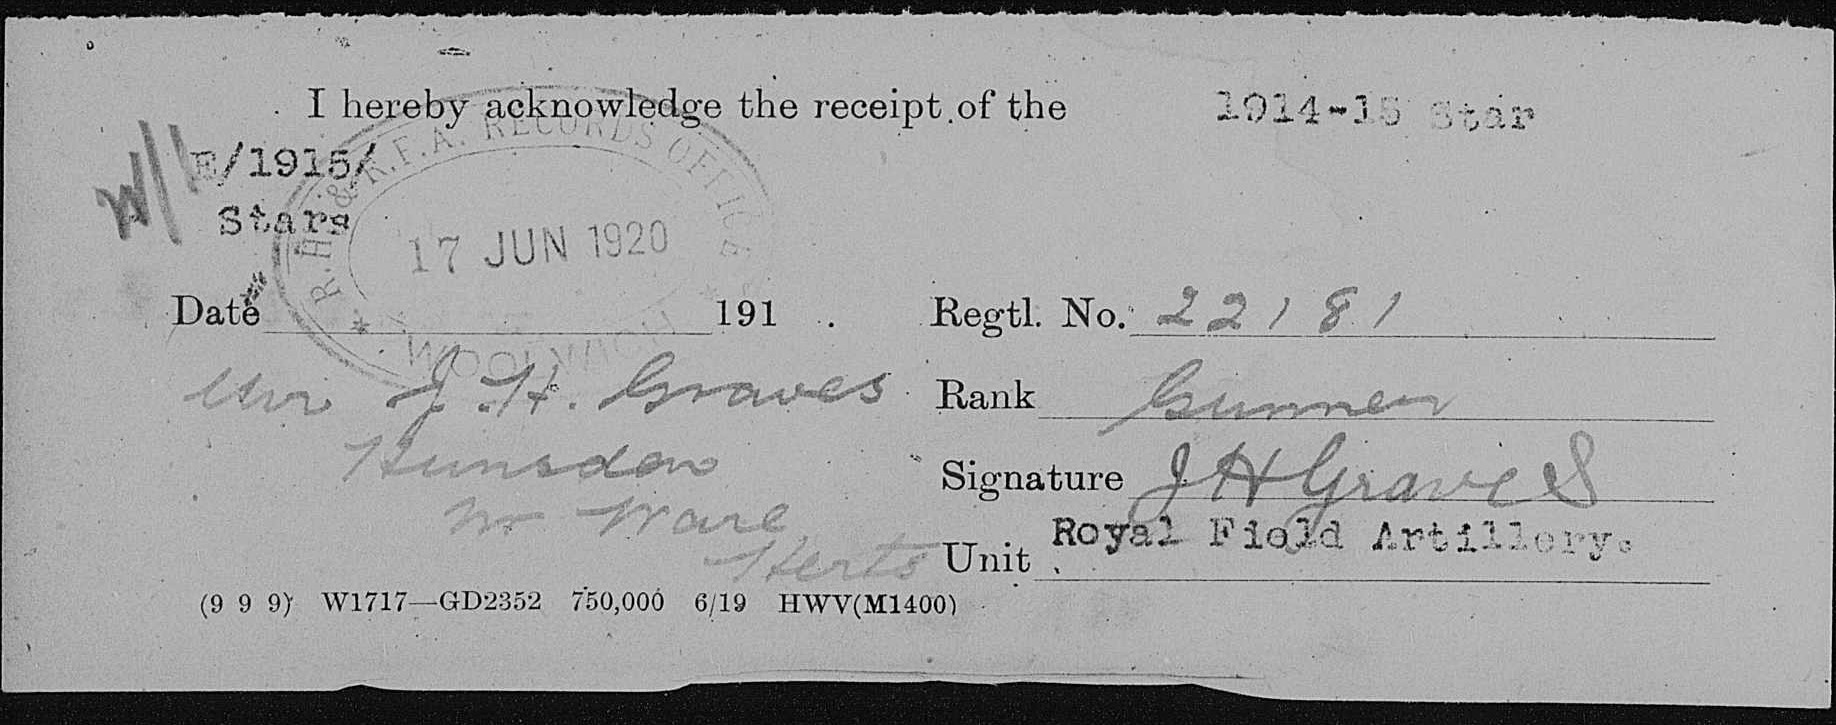 I hereby acknowledge the receipt of the 1914-15 Star
E/1915/
Stars
R.H. & R.F.A. RECORDS OFFICE
17 JUN 1920
* WOOLWICH *
Date 191 .
Regtl. No. 22181
Mr J. H. Graves
Rank Gunner
Hunsdon
Signature J H Graves
Nr Ware
Herts
Unit Royal Field Artillery.
(9 9 9) W1717—GD2352 750,000 6/19 HWV(M1400)